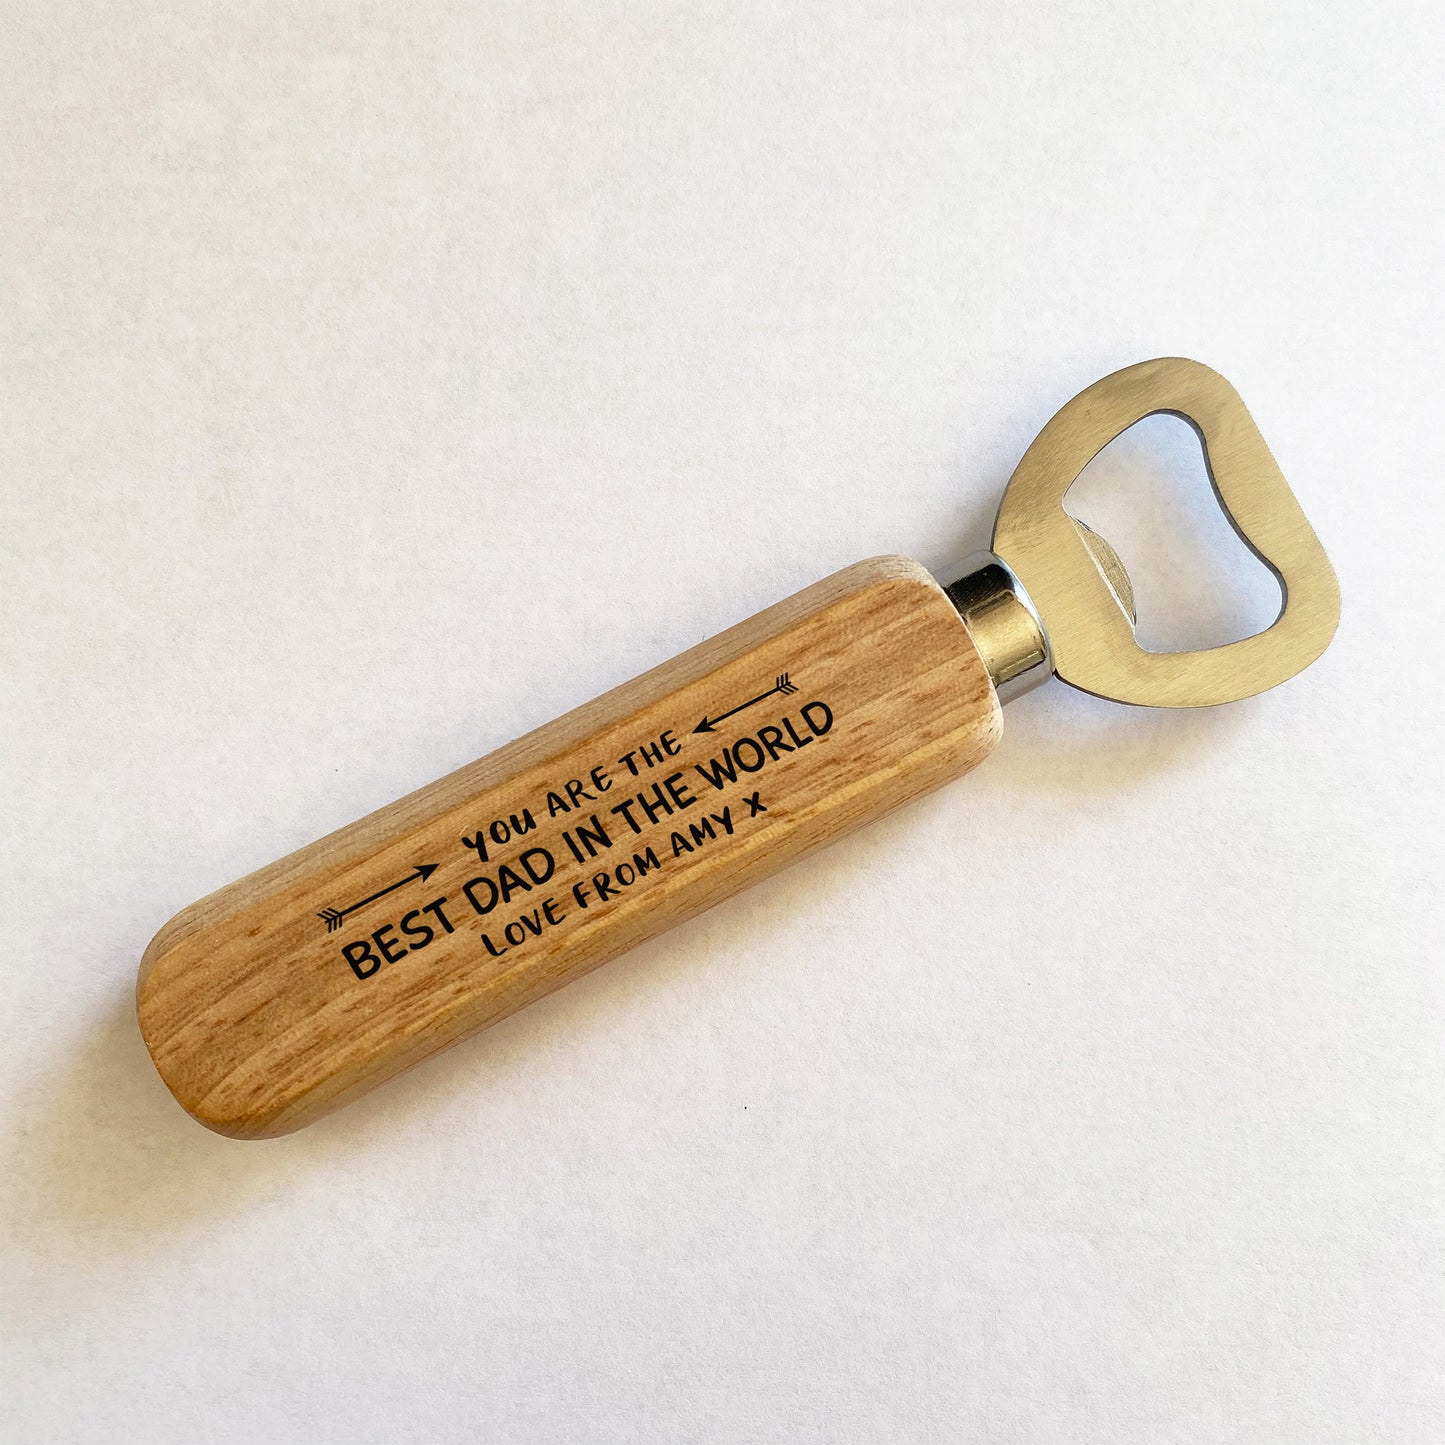 YOU ARE THE
BEST DAD IN THE WORLD
LOVE FROM AMY X